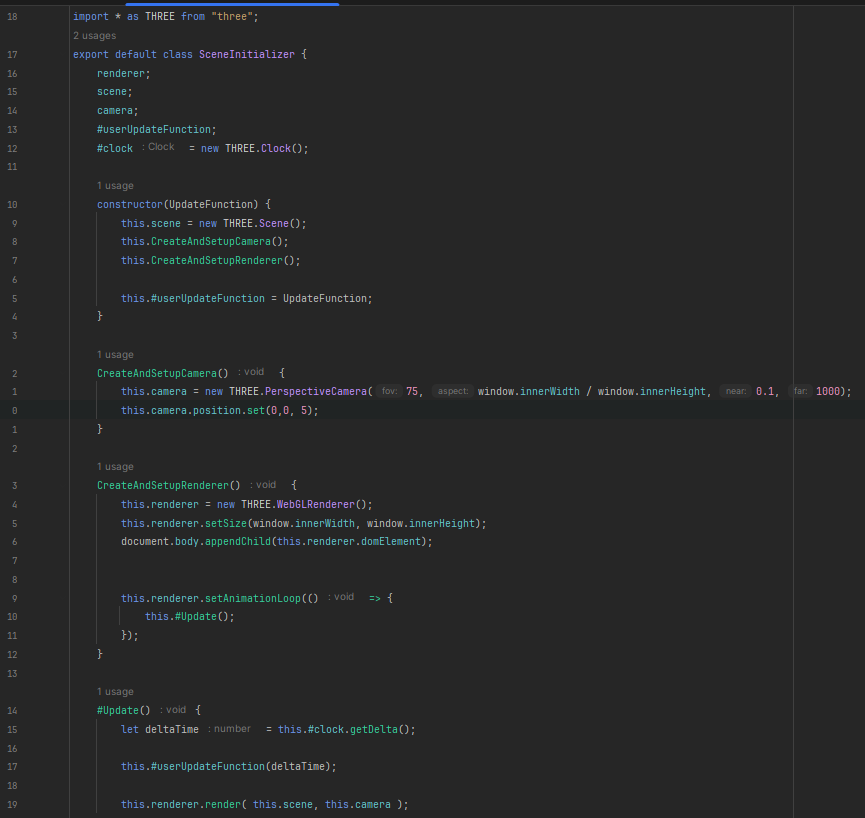 18 import * as THREE from "three";
2 usages
17 export default class SceneInitializer {
16 renderer;
15 scene;
14 camera;
13 #userUpdateFunction;
12 #clock : Clock = new THREE.Clock();
11
1 usage
10 constructor(UpdateFunction) {
9 this.scene = new THREE.Scene();
8 this.CreateAndSetupCamera();
7 this.CreateAndSetupRenderer();
6
5 this.#userUpdateFunction = UpdateFunction;
4 }
3
1 usage
2 CreateAndSetupCamera() : void {
1 this.camera = new THREE.PerspectiveCamera( fov: 75, aspect: window.innerWidth / window.innerHeight, near: 0.1, far: 1000);
0 this.camera.position.set(0,0, 5);
1 }
2
1 usage
3 CreateAndSetupRenderer() : void {
4 this.renderer = new THREE.WebGLRenderer();
5 this.renderer.setSize(window.innerWidth, window.innerHeight);
6 document.body.appendChild(this.renderer.domElement);
7
8
9 this.renderer.setAnimationLoop(() : void => {
10 this.#Update();
11 });
12 }
13
1 usage
14 #Update() : void {
15 let deltaTime : number = this.#clock.getDelta();
16
17 this.#userUpdateFunction(deltaTime);
18
19 this.renderer.render( this.scene, this.camera );